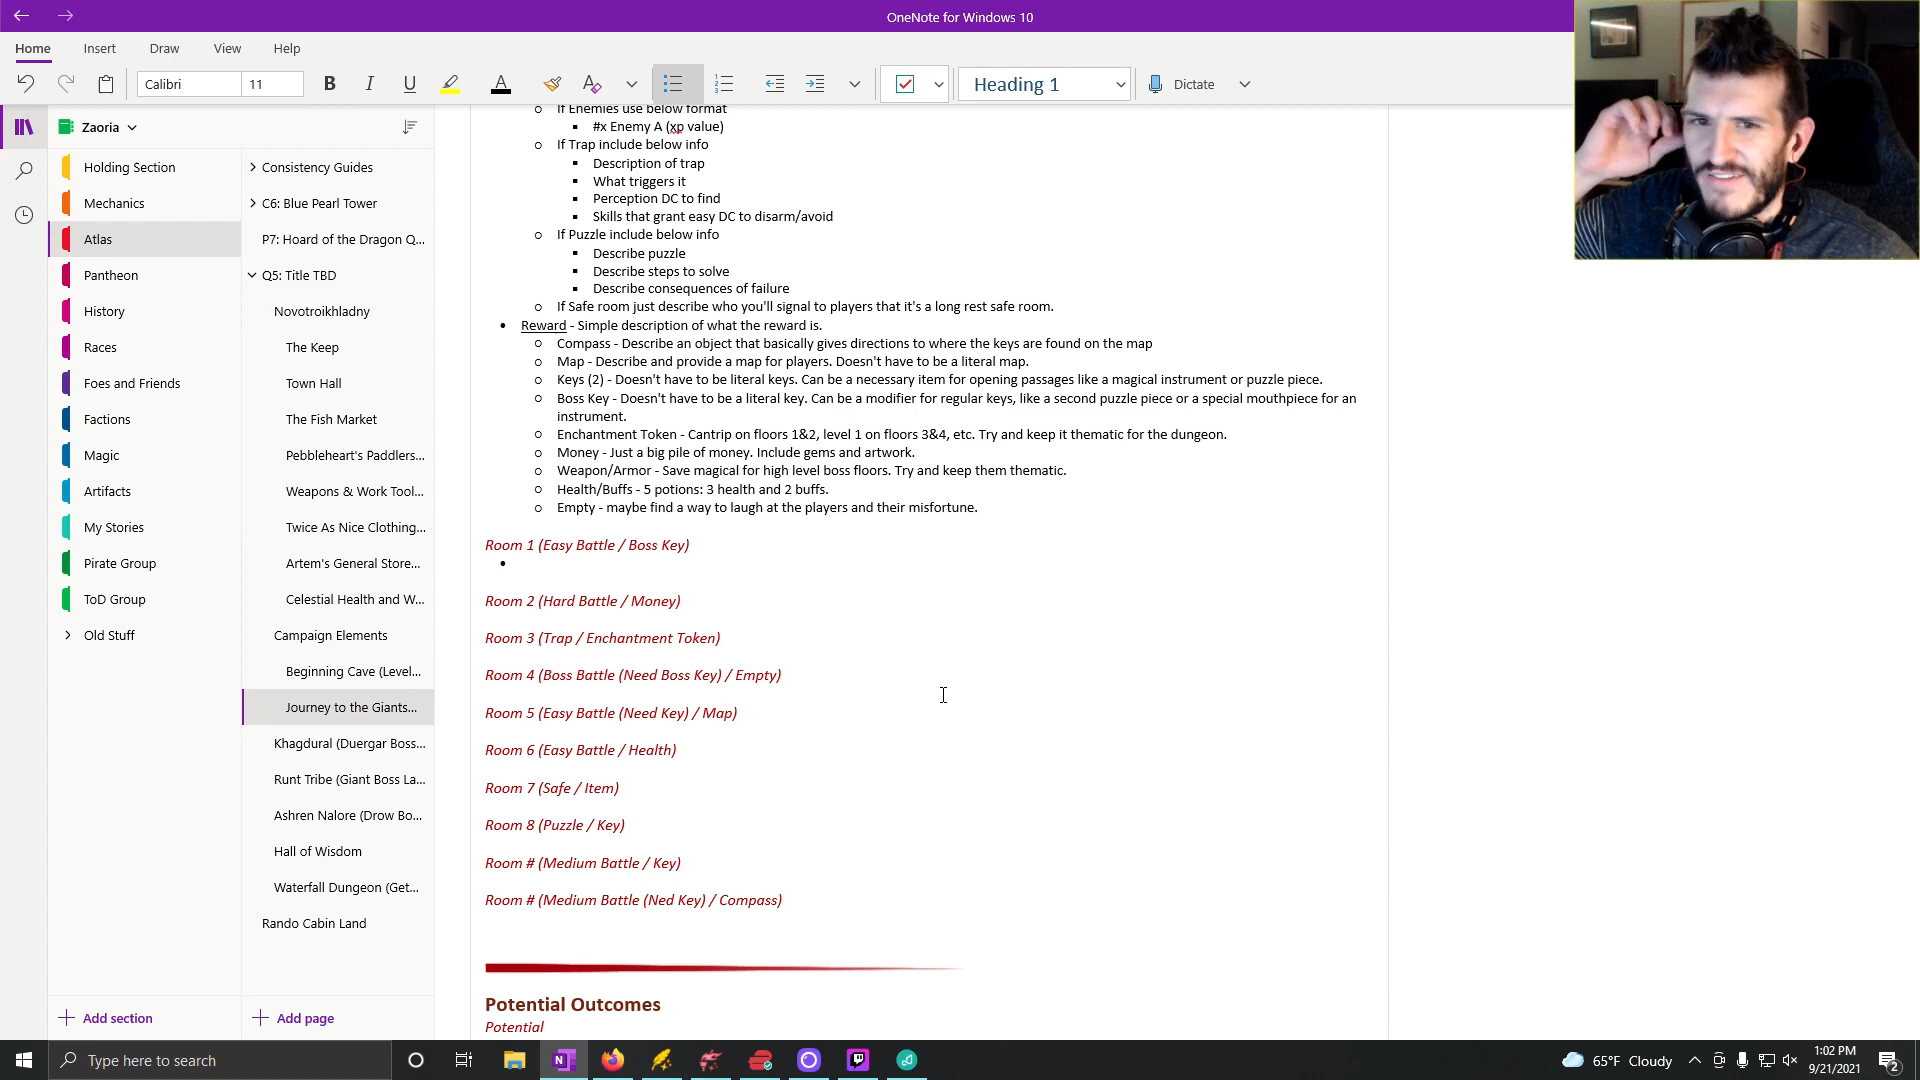 OneNote for Windows 10
Home
Insert
Draw
View
Help
Calibri
11
B
I
U
A
A
Heading 1
Dictate
Zaoria
Holding Section
Mechanics
Atlas
Pantheon
History
Races
Foes and Friends
Factions
Magic
Artifacts
My Stories
Pirate Group
ToD Group
Old Stuff
Add section
Consistency Guides
C6: Blue Pearl Tower
P7: Hoard of the Dragon Q...
Q5: Title TBD
Novotroikhladny
The Keep
Town Hall
The Fish Market
Pebbleheart's Paddlers...
Weapons & Work Tool...
Twice As Nice Clothing...
Artem's General Store...
Celestial Health and W...
Campaign Elements
Beginning Cave (Level...
Journey to the Giants...
Khagdural (Duergar Boss...
Runt Tribe (Giant Boss La...
Ashren Nalore (Drow Bo...
Hall of Wisdom
Waterfall Dungeon (Get...
Rando Cabin Land
Add page
If Enemies use below format
#x Enemy A (xp value)
If Trap include below info
Description of trap
What triggers it
Perception DC to find
Skills that grant easy DC to disarm/avoid
If Puzzle include below info
Describe puzzle
Describe steps to solve
Describe consequences of failure
If Safe room just describe who you'll signal to players that it's a long rest safe room.
Reward - Simple description of what the reward is.
Compass - Describe an object that basically gives directions to where the keys are found on the map
Map - Describe and provide a map for players. Doesn't have to be a literal map.
Keys (2) - Doesn't have to be literal keys. Can be a necessary item for opening passages like a magical instrument or puzzle piece.
Boss Key - Doesn't have to be a literal key. Can be a modifier for regular keys, like a second puzzle piece or a special mouthpiece for an
instrument.
Enchantment Token - Cantrip on floors 1&2, level 1 on floors 3&4, etc. Try and keep it thematic for the dungeon.
Money - Just a big pile of money. Include gems and artwork.
Weapon/Armor - Save magical for high level boss floors. Try and keep them thematic.
Health/Buffs - 5 potions: 3 health and 2 buffs.
Empty - maybe find a way to laugh at the players and their misfortune.
Room 1 (Easy Battle / Boss Key)
Room 2 (Hard Battle / Money)
Room 3 (Trap / Enchantment Token)
Room 4 (Boss Battle (Need Boss Key) / Empty)
Room 5 (Easy Battle (Need Key) / Map)
Room 6 (Easy Battle / Health)
Room 7 (Safe / Item)
Room 8 (Puzzle / Key)
Room # (Medium Battle / Key)
Room # (Medium Battle (Ned Key) / Compass)
Potential Outcomes
Potential
Type here to search
65°F Cloudy
1:02 PM
9/21/2021
2